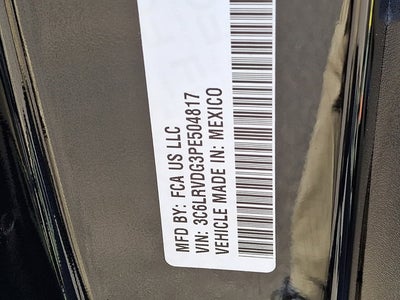 MFD BY: FCA US LLC
VIN: 3C6LRVDG3PE504817
VEHICLE MADE IN: MEXICO